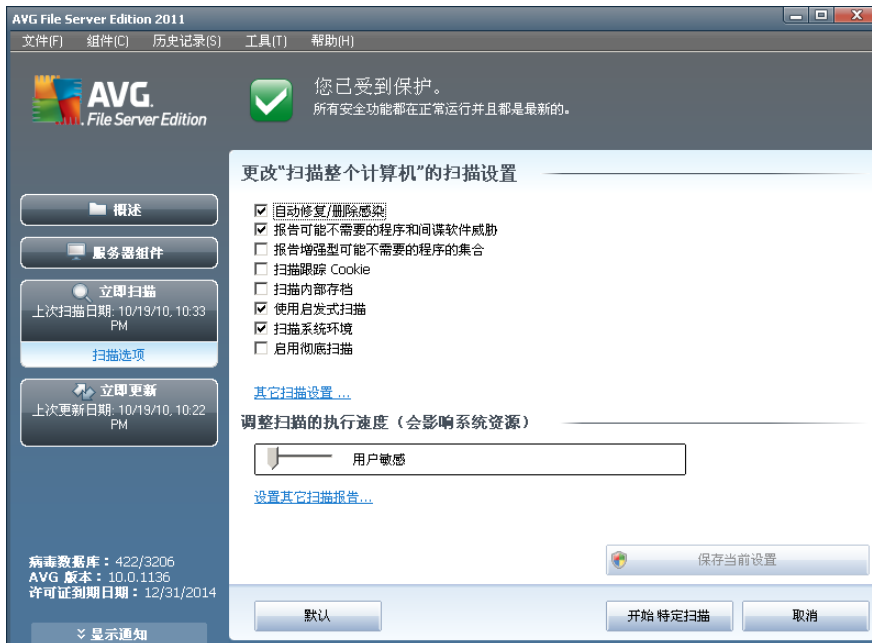 AVG File Server Edition 2011
文件(F) 组件(C) 历史记录(S) 工具(T) 帮助(H)
AVG.
File Server Edition
您已受到保护。
所有安全功能都在正常运行并且都是最新的。
概述
服务器组件
立即扫描
上次扫描日期: 10/19/10, 10:33
PM
扫描选项
立即更新
上次更新日期: 10/19/10, 10:22
PM
病毒数据库：422/3206
AVG 版本：10.0.1136
许可证到期日期：12/31/2014
显示通知
更改“扫描整个计算机”的扫描设置
自动修复/删除感染
报告可能不需要的程序和间谍软件威胁
报告增强型可能不需要的程序的集合
扫描跟踪 Cookie
扫描内部存档
使用启发式扫描
扫描系统环境
启用彻底扫描
其它扫描设置 ...
调整扫描的执行速度（会影响系统资源）
用户敏感
设置其它扫描报告...
保存当前设置
默认
开始 特定扫描
取消